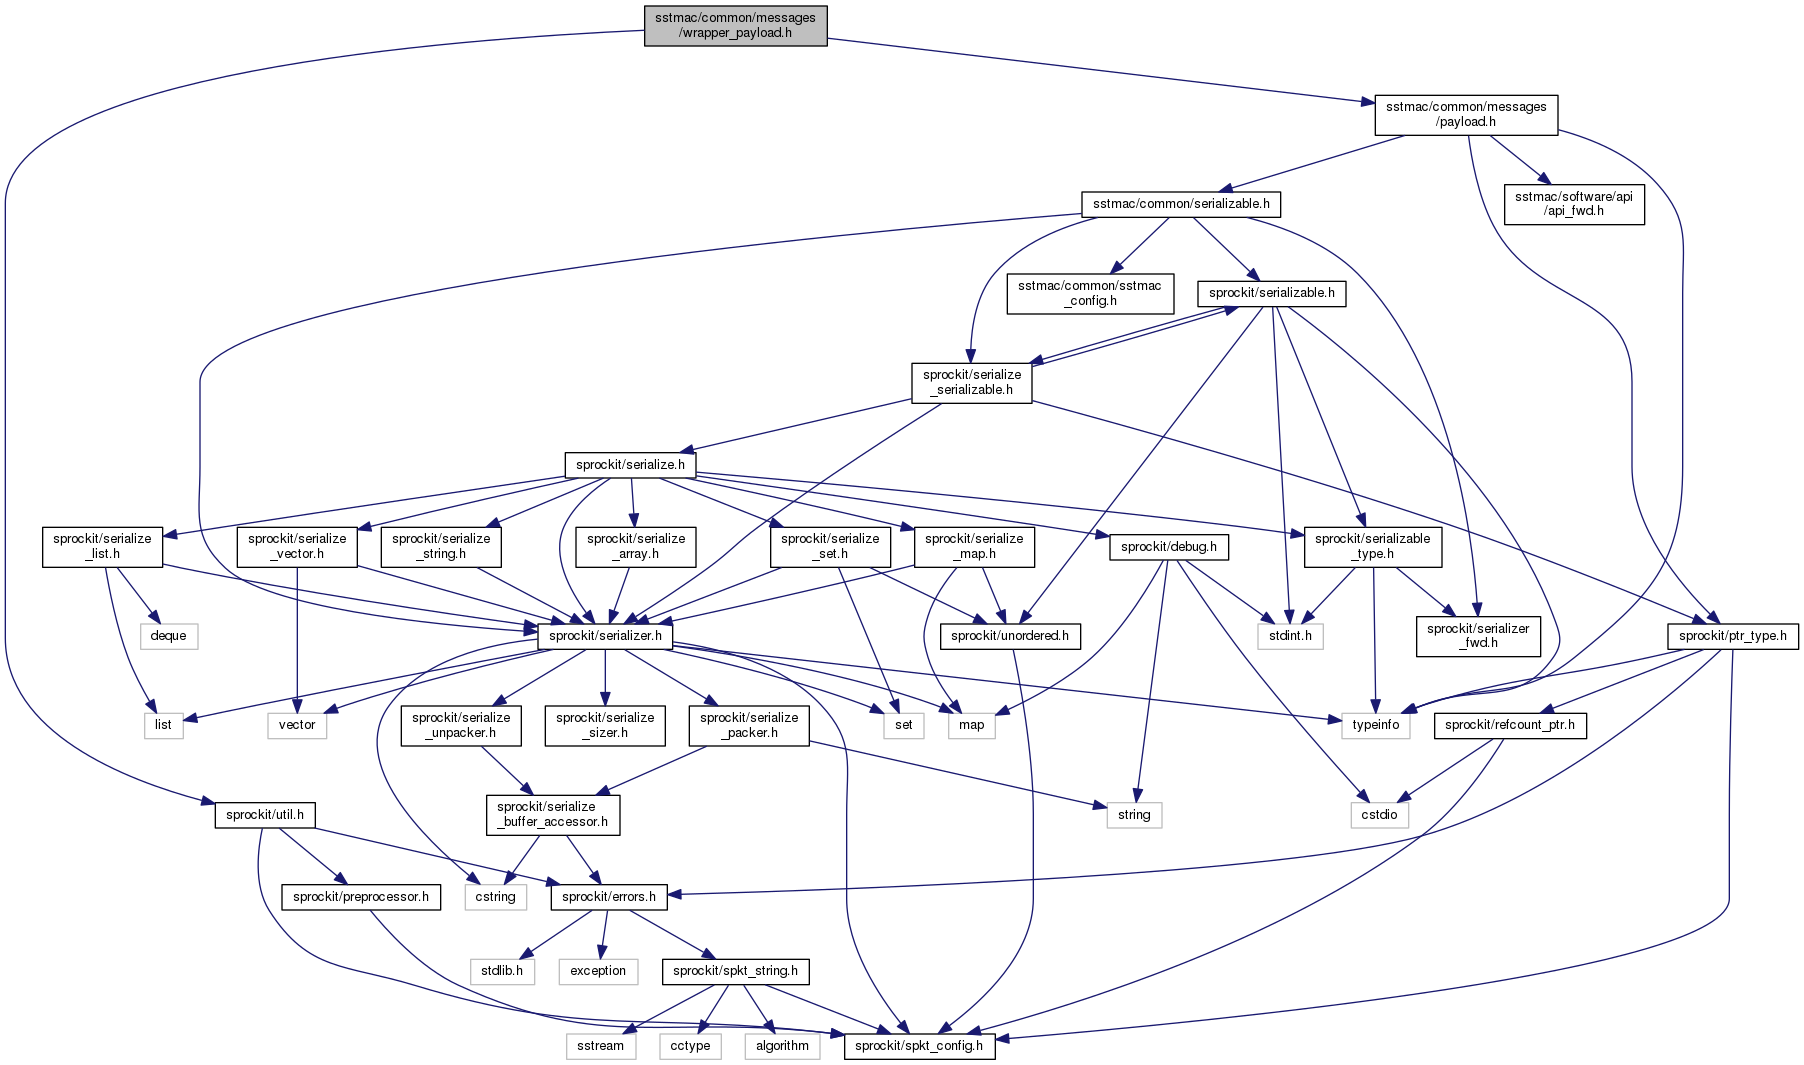 sstmac/common/messages
/wrapper_payload.h
sstmac/common/messages
/payload.h
sstmac/common/serializable.h
sstmac/software/api
/api_fwd.h
sstmac/common/sstmac
_config.h
sprockit/serializable.h
sprockit/serialize
_serializable.h
sprockit/serialize.h
sprockit/serialize
_list.h
sprockit/serialize
_vector.h
sprockit/serialize
_string.h
sprockit/serialize
_array.h
sprockit/serialize
_set.h
sprockit/serialize
_map.h
sprockit/debug.h
sprockit/serializable
_type.h
deque
sprockit/serializer.h
sprockit/unordered.h
stdint.h
sprockit/serializer
_fwd.h
sprockit/ptr_type.h
list
vector
sprockit/serialize
_unpacker.h
sprockit/serialize
_sizer.h
sprockit/serialize
_packer.h
set
map
typeinfo
sprockit/refcount_ptr.h
sprockit/util.h
sprockit/serialize
_buffer_accessor.h
string
cstdio
sprockit/preprocessor.h
cstring
sprockit/errors.h
stdlib.h
exception
sprockit/spkt_string.h
sstream
cctype
algorithm
sprockit/spkt_config.h